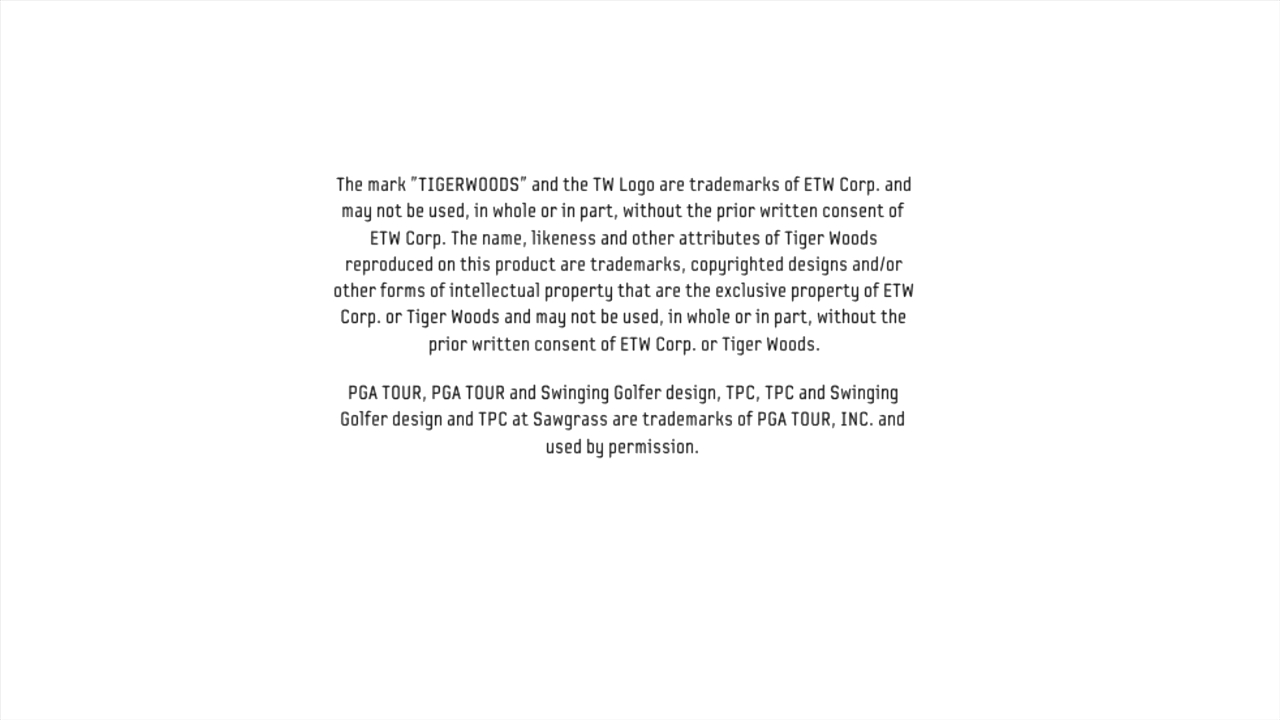 The mark "TIGERWOODS" and the TW Logo are trademarks of ETW Corp. and
may not be used, in whole or in part, without the prior written consent of
ETW Corp. The name, likeness and other attributes of Tiger Woods
reproduced on this product are trademarks, copyrighted designs and/or
other forms of intellectual property that are the exclusive property of ETW
Corp. or Tiger Woods and may not be used, in whole or in part, without the
prior written consent of ETW Corp. or Tiger Woods.
PGA TOUR, PGA TOUR and Swinging Golfer design, TPC, TPC and Swinging
Golfer design and TPC at Sawgrass are trademarks of PGA TOUR, INC. and
used by permission.